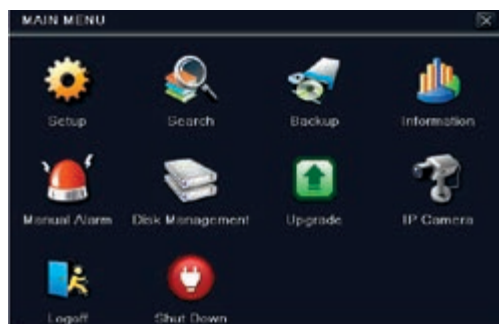 MAIN MENU
Setup Search Backup Information
Manual Alarm Disk Management Upgrade IP Camera
Logoff Shut Down